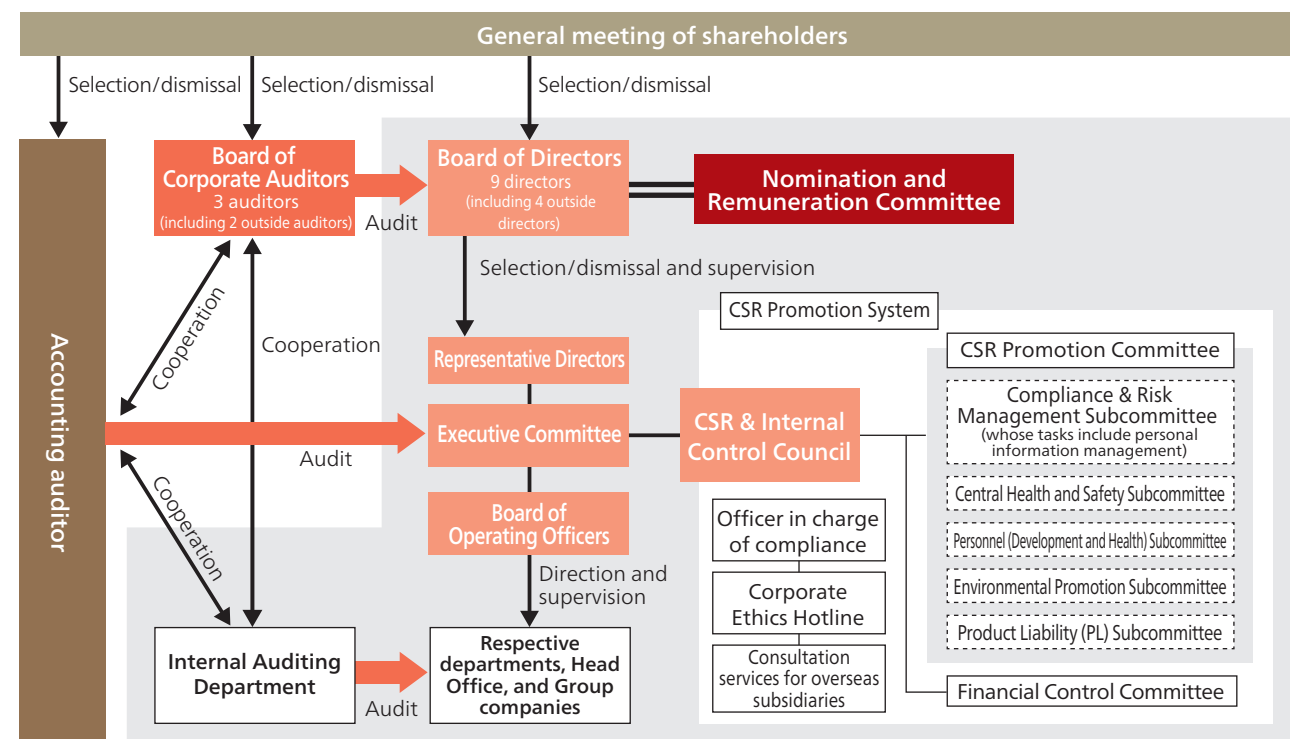 General meeting of shareholders
Selection/dismissal
Selection/dismissal
Selection/dismissal
Accounting auditor
Board of
Corporate Auditors
3 auditors
(including 2 outside auditors)
Audit
Board of Directors
9 directors
(including 4 outside
directors)
Nomination and
Remuneration Committee
Selection/dismissal and supervision
Cooperation
Cooperation
Cooperation
Representative Directors
Executive Committee
Audit
Board of
Operating Officers
Direction and
supervision
Internal Auditing
Department
Audit
Respective
departments, Head
Office, and Group
companies
CSR & Internal
Control Council
CSR Promotion System
Officer in charge
of compliance
Corporate
Ethics Hotline
Consultation
services for overseas
subsidiaries
CSR Promotion Committee
Compliance & Risk
Management Subcommittee
(whose tasks include personal
information management)
Central Health and Safety Subcommittee
Personnel (Development and Health) Subcommittee
Environmental Promotion Subcommittee
Product Liability (PL) Subcommittee
Financial Control Committee